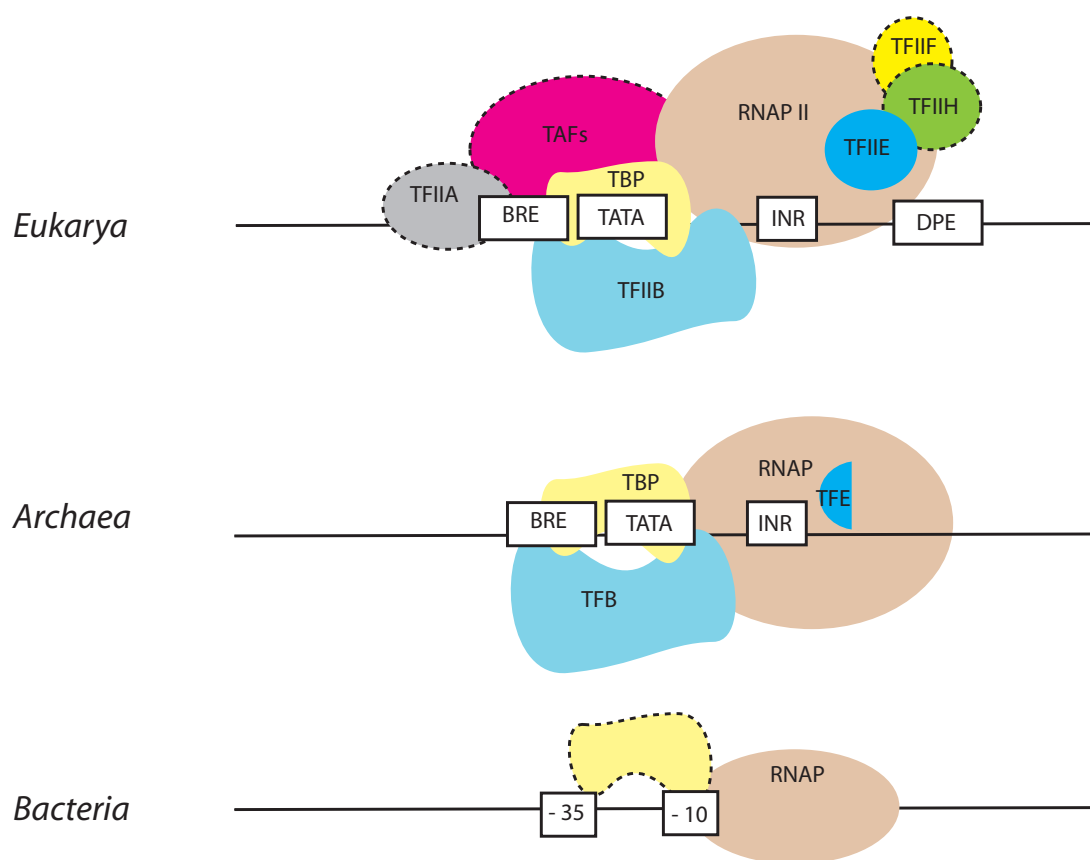 TFIIF
TFIIH
RNAP II
TAFs
TFIIE
TFIIA
TBP
Eukarya
BRE
TATA
INR
DPE
TFIIB
TBP
RNAP
TFE
Archaea
BRE
TATA
INR
TFB
RNAP
Bacteria
- 35
- 10